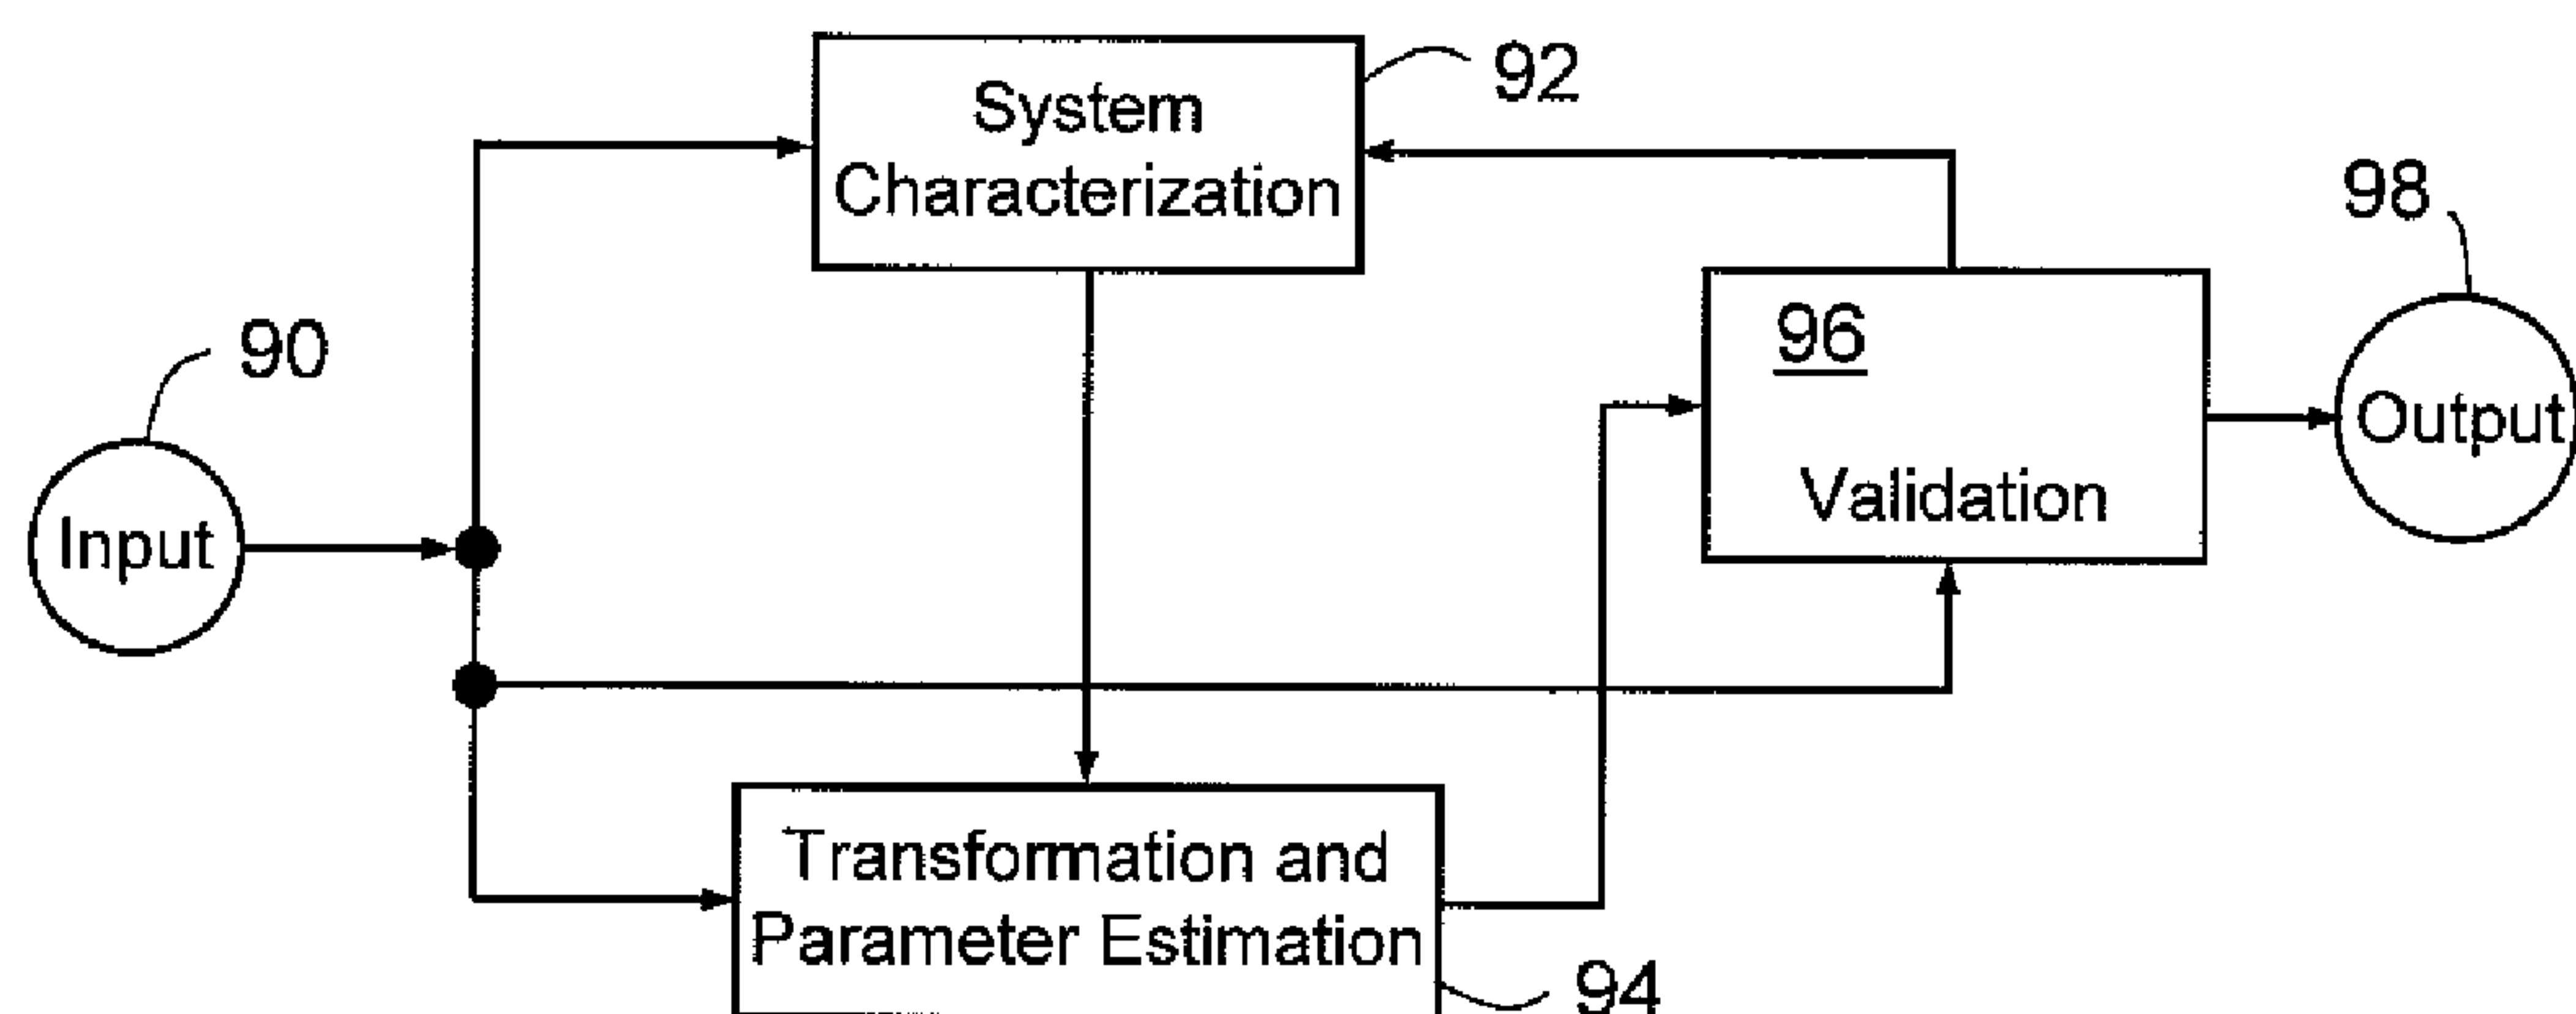 System
Characterization
92
98
90
96
Input
Output
Validation
Transformation and
Parameter Estimation
94